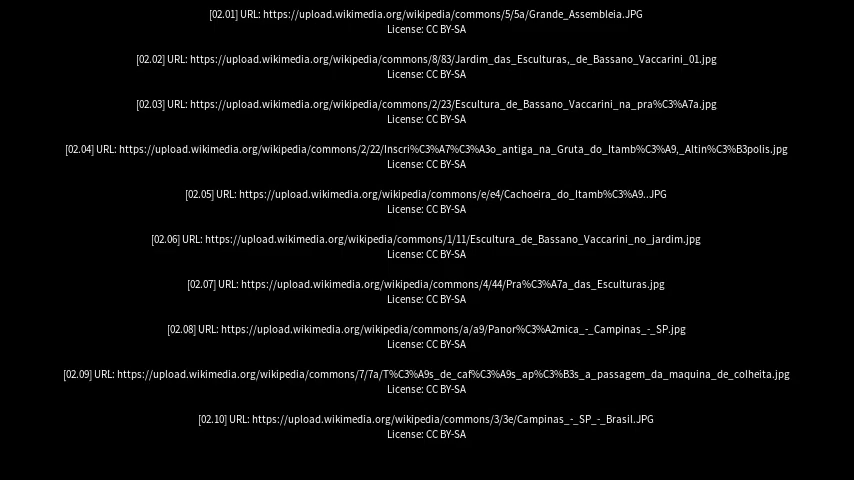 [02.01] URL: https://upload.wikimedia.org/wikipedia/commons/5/5a/Grande_Assembleia.JPG
License: CC BY-SA
[02.02] URL: https://upload.wikimedia.org/wikipedia/commons/8/83/Jardim_das_Esculturas,_de_Bassano_Vaccarini_01.jpg
License: CC BY-SA
[02.03] URL: https://upload.wikimedia.org/wikipedia/commons/2/23/Escultura_de_Bassano_Vaccarini_na_pra%C3%A7a.jpg
License: CC BY-SA
[02.04] URL: https://upload.wikimedia.org/wikipedia/commons/2/22/Inscri%C3%A7%C3%A3o_antiga_na_Gruta_do_Itamb%C3%A9,_Altin%C3%B3polis.jpg
License: CC BY-SA
[02.05] URL: https://upload.wikimedia.org/wikipedia/commons/e/e4/Cachoeira_do_Itamb%C3%A9..JPG
License: CC BY-SA
[02.06] URL: https://upload.wikimedia.org/wikipedia/commons/1/11/Escultura_de_Bassano_Vaccarini_no_jardim.jpg
License: CC BY-SA
[02.07] URL: https://upload.wikimedia.org/wikipedia/commons/4/44/Pra%C3%A7a_das_Esculturas.jpg
License: CC BY-SA
[02.08] URL: https://upload.wikimedia.org/wikipedia/commons/a/a9/Panor%C3%A2mica_-_Campinas_-_SP.jpg
License: CC BY-SA
[02.09] URL: https://upload.wikimedia.org/wikipedia/commons/7/7a/T%C3%A9s_de_caf%C3%A9s_ap%C3%B3s_a_passagem_da_maquina_de_colheita.jpg
License: CC BY-SA
[02.10] URL: https://upload.wikimedia.org/wikipedia/commons/3/3e/Campinas_-_SP_-_Brasil.JPG
License: CC BY-SA